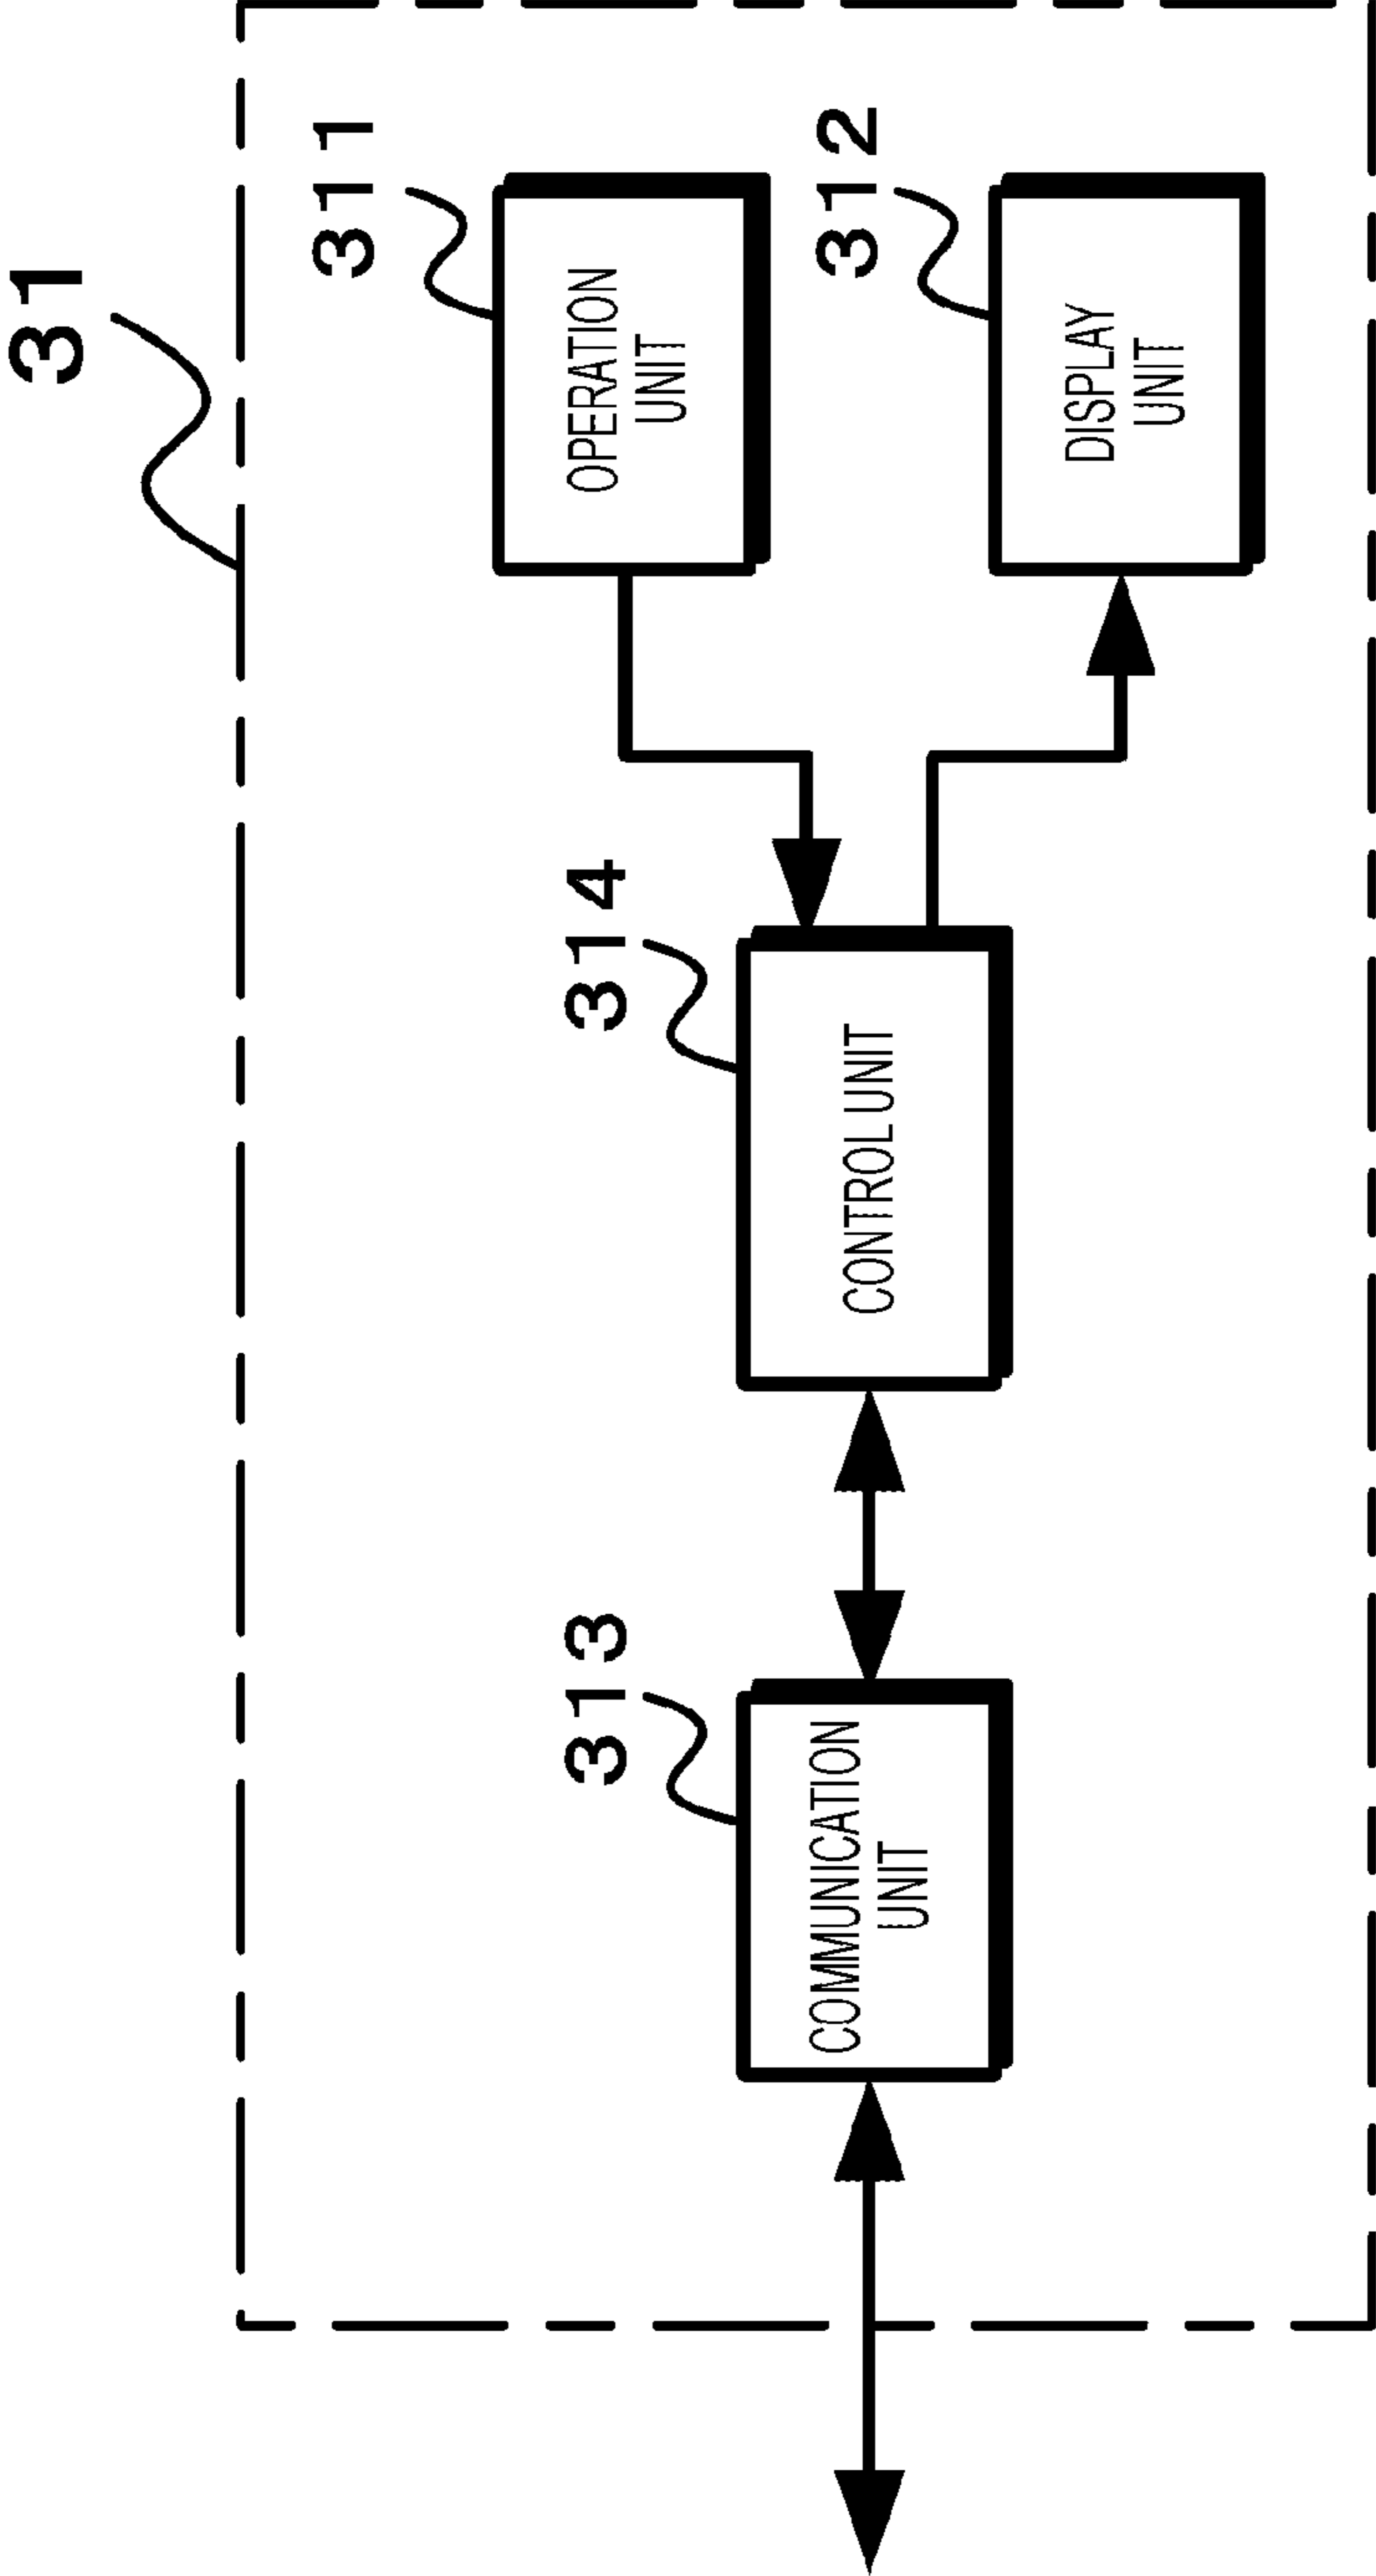 31
311
OPERATION
UNIT
314
313
CONTROL UNIT
COMMUNICATION
UNIT
312
DISPLAY
UNIT